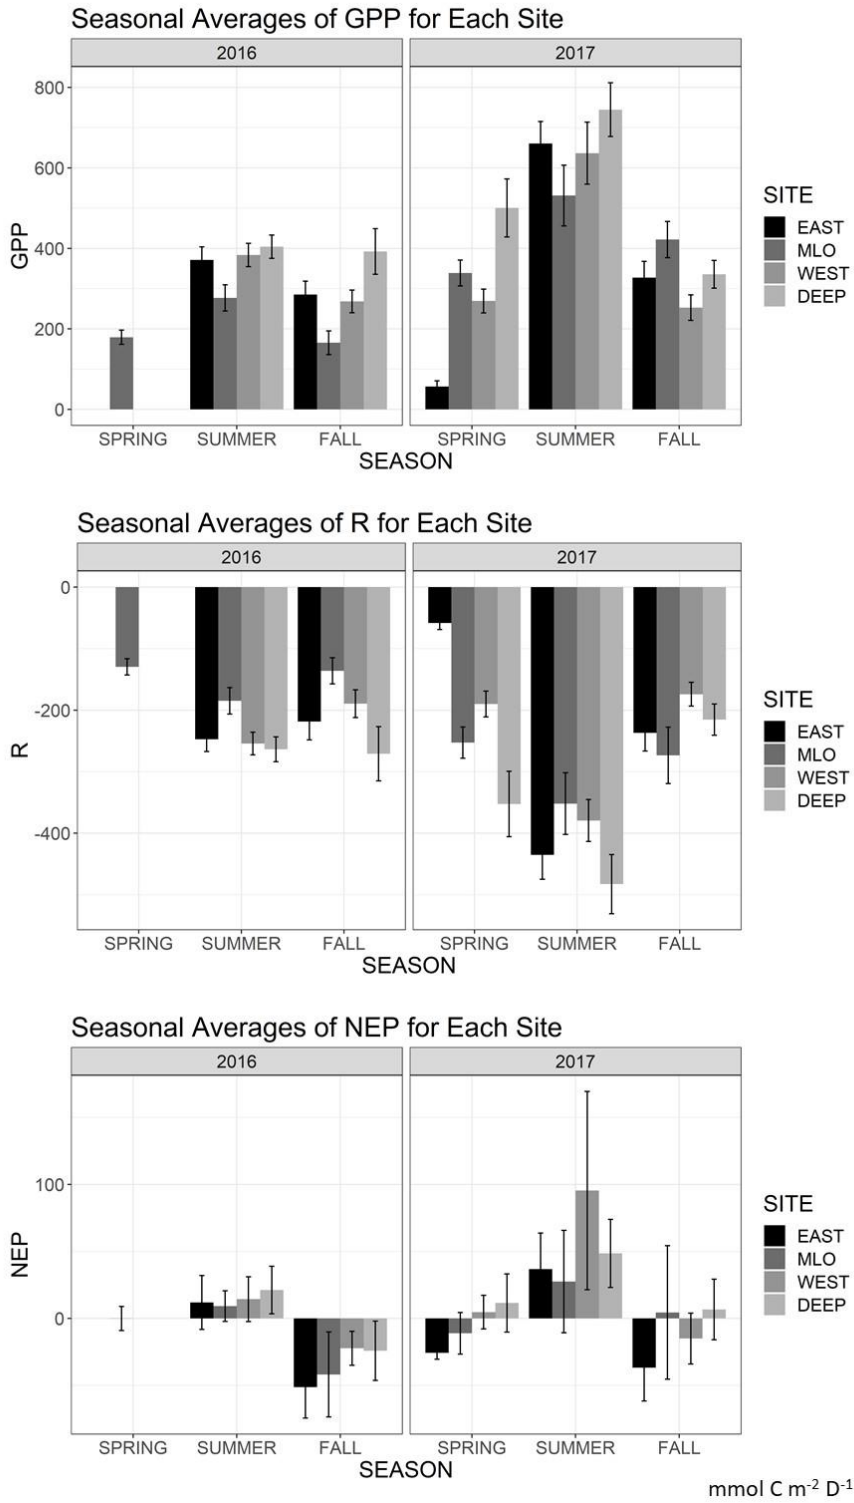 Seasonal Averages of GPP for Each Site
2016
2017
800
600
400
200
0
GPP
SPRING SUMMER FALL
SPRING SUMMER FALL
SEASON
SITE
EAST
MLO
WEST
DEEP
Seasonal Averages of R for Each Site
2016
2017
0
-200
-400
R
SPRING SUMMER FALL
SPRING SUMMER FALL
SEASON
SITE
EAST
MLO
WEST
DEEP
Seasonal Averages of NEP for Each Site
2016
2017
100
0
NEP
SPRING SUMMER FALL
SPRING SUMMER FALL
SEASON
SITE
EAST
MLO
WEST
DEEP
mmol C m⁻² D⁻¹